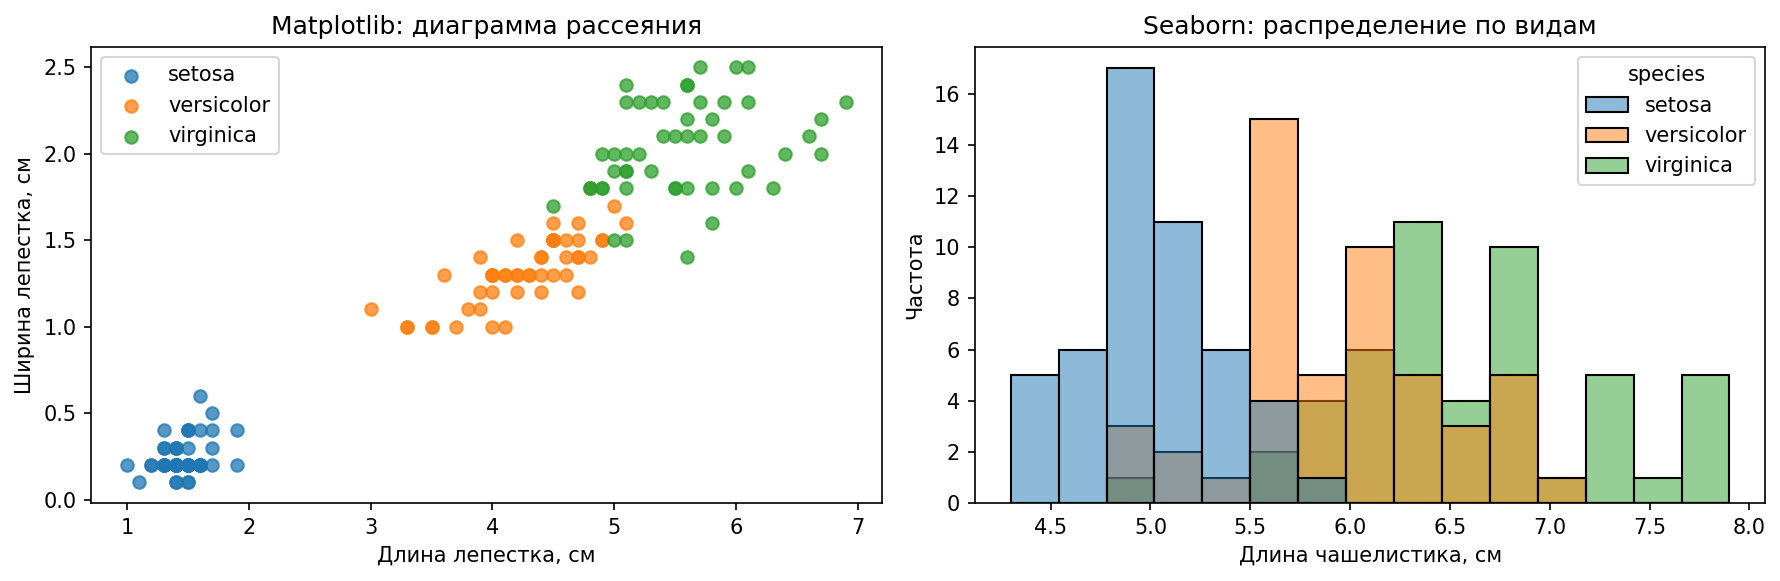 Matplotlib: диаграмма рассеяния
setosa
versicolor
virginica
Ширина лепестка, см
2.5
2.0
1.5
1.0
0.5
0.0
1 2 3 4 5 6 7
Длина лепестка, см
Seaborn: распределение по видам
species
setosa
versicolor
virginica
Частота
16
14
12
10
8
6
4
2
0
4.5 5.0 5.5 6.0 6.5 7.0 7.5 8.0
Длина чашелистика, см